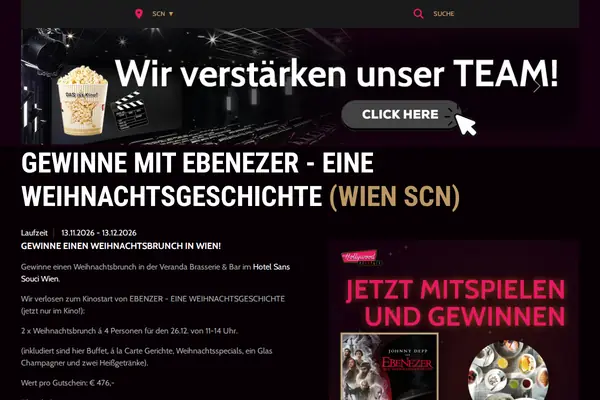 SCN ▼
SUCHE
Wir verstärken unser TEAM!
CLICK HERE
GEWINNE MIT EBENEZER - EINE
WEIHNACHTSGESCHICHTE (WIEN SCN)
Laufzeit | 13.11.2026 - 13.12.2026
GEWINNE EINEN WEIHNACHTSBRUNCH IN WIEN!
Gewinne einen Weihnachtsbrunch in der Veranda Brasserie & Bar im Hotel Sans
Souci Wien.
Wir verlosen zum Kinostart von EBENZER - EINE WEIHNACHTSGESCHICHTE
(jetzt nur im Kino!):
2 x Weihnachtsbrunch á 4 Personen für den 26.12. von 11-14 Uhr.
(inkludiert sind hier Buffet, á la Carte Gerichte, Weihnachtsspecials, ein Glas
Champagner und zwei Heißgetränke).
Wert pro Gutschein: € 476,-
Hollywood
JETZT MITSPIELEN
UND GEWINNEN
JOHNNY DEPP
EBENEZER